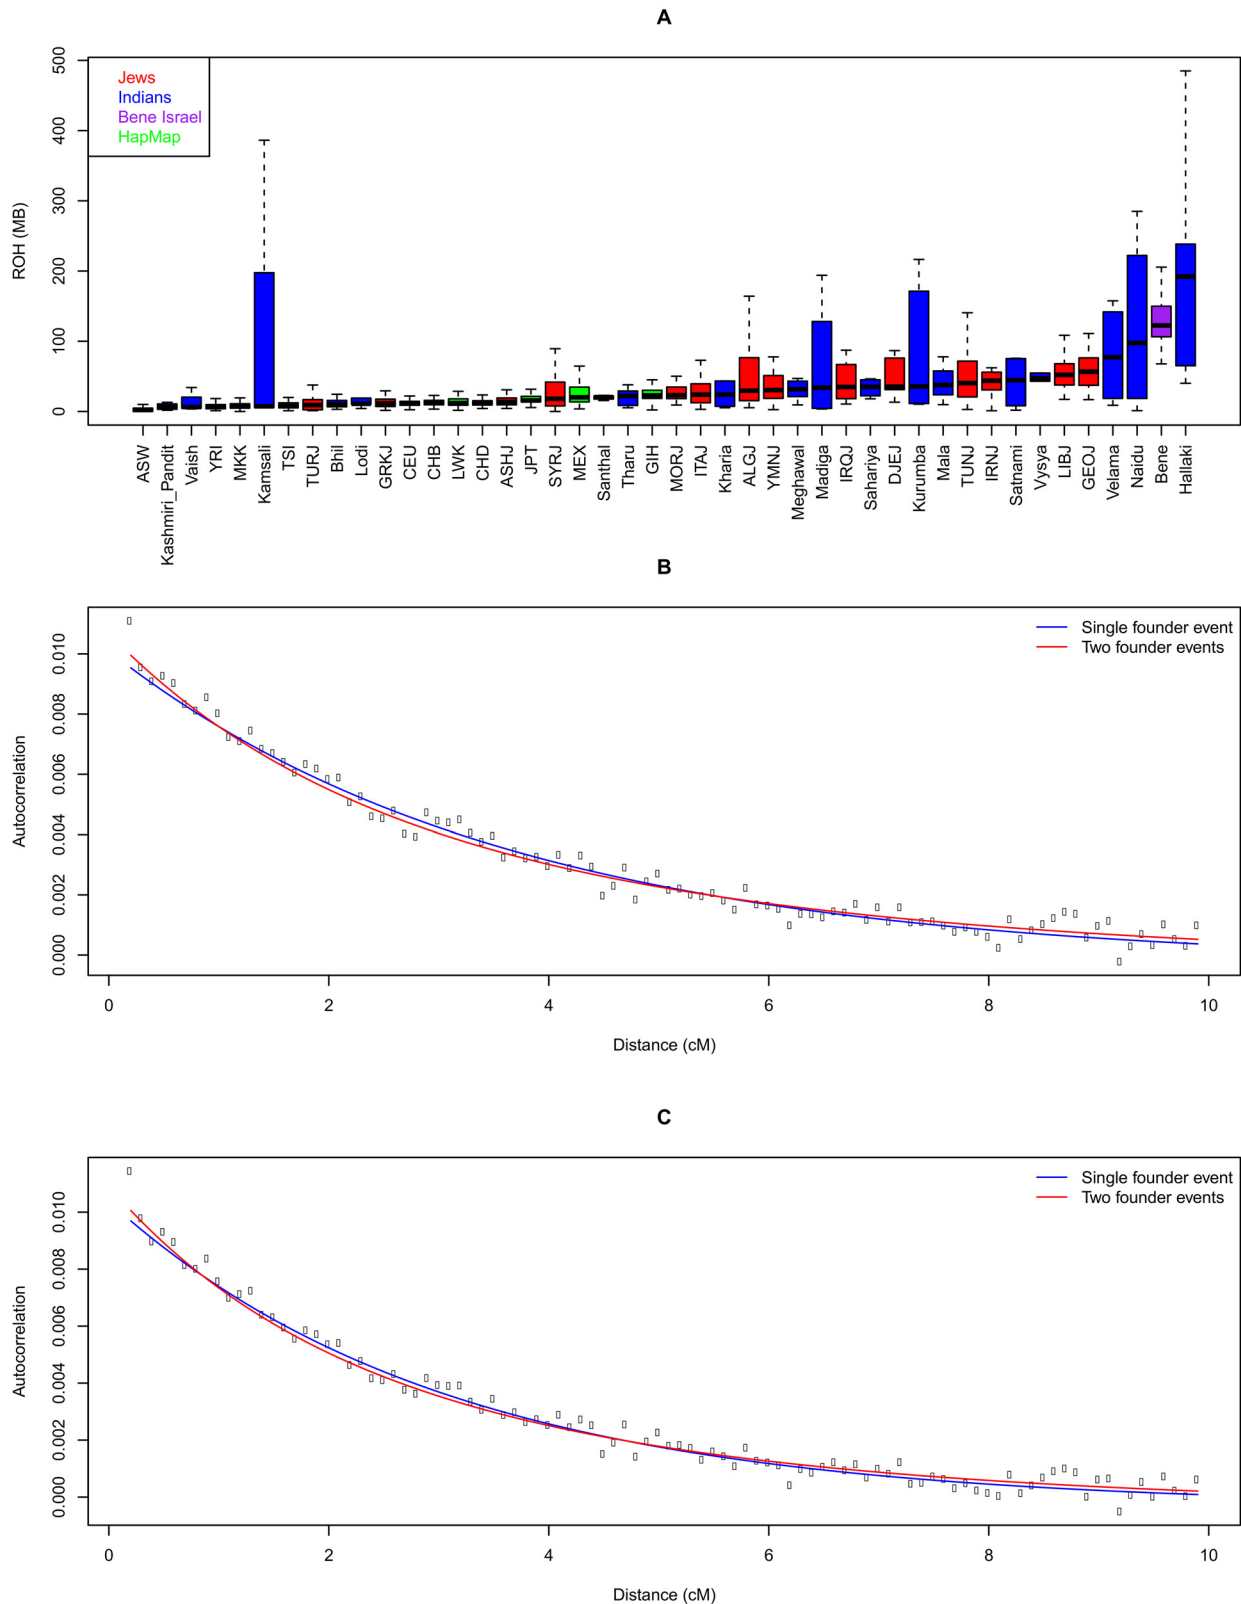 A
500
400
300
200
100
0
ROH (MB)
Jews
Indians
Bene Israel
HapMap
ASW
Kashmiri_Pandit
Vaish
YRI
MKK
Kamsali
TSI
TURJ
Bhil
Lodi
GRKJ
CEU
CHB
LWK
CHD
ASHJ
JPT
SYRJ
MEX
Santhal
Tharu
GIH
MORJ
ITAJ
Kharia
ALGJ
YMNJ
Meghawal
Madiga
IRQJ
Sahariya
DJEJ
Kurumba
Mala
TUNJ
IRNJ
Satnami
Vysya
LIBJ
GEOJ
Velama
Naidu
Bene
Hallaki
B
Single founder event
Two founder events
0.010
0.008
0.006
0.004
0.002
0.000
Autocorrelation
0 2 4 6 8 10
Distance (cM)
C
Single founder event
Two founder events
0.010
0.008
0.006
0.004
0.002
0.000
Autocorrelation
0 2 4 6 8 10
Distance (cM)